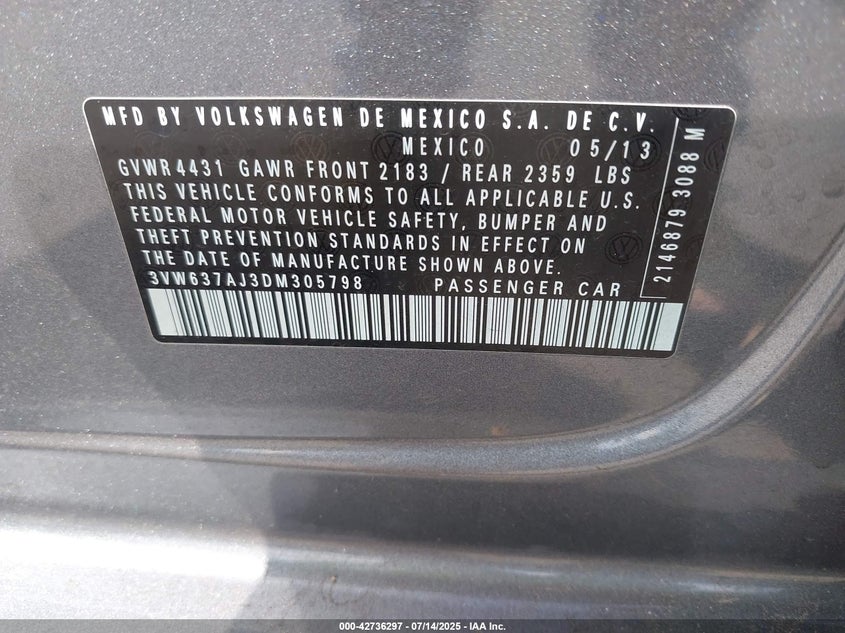 MFD BY VOLKSWAGEN DE MEXICO S.A. DE C.V.
MEXICO 05/13
GVWR 4431 GAWR FRONT 2183 / REAR 2359 LBS
THIS VEHICLE CONFORMS TO ALL APPLICABLE U.S.
FEDERAL MOTOR VEHICLE SAFETY, BUMPER AND
THEFT PREVENTION STANDARDS IN EFFECT ON
THE DATE OF MANUFACTURE SHOWN ABOVE.
3VW637AJ3DM305798 PASSENGER CAR
2146879 3088 M
000-42736297 - 07/14/2025 - IAA Inc.